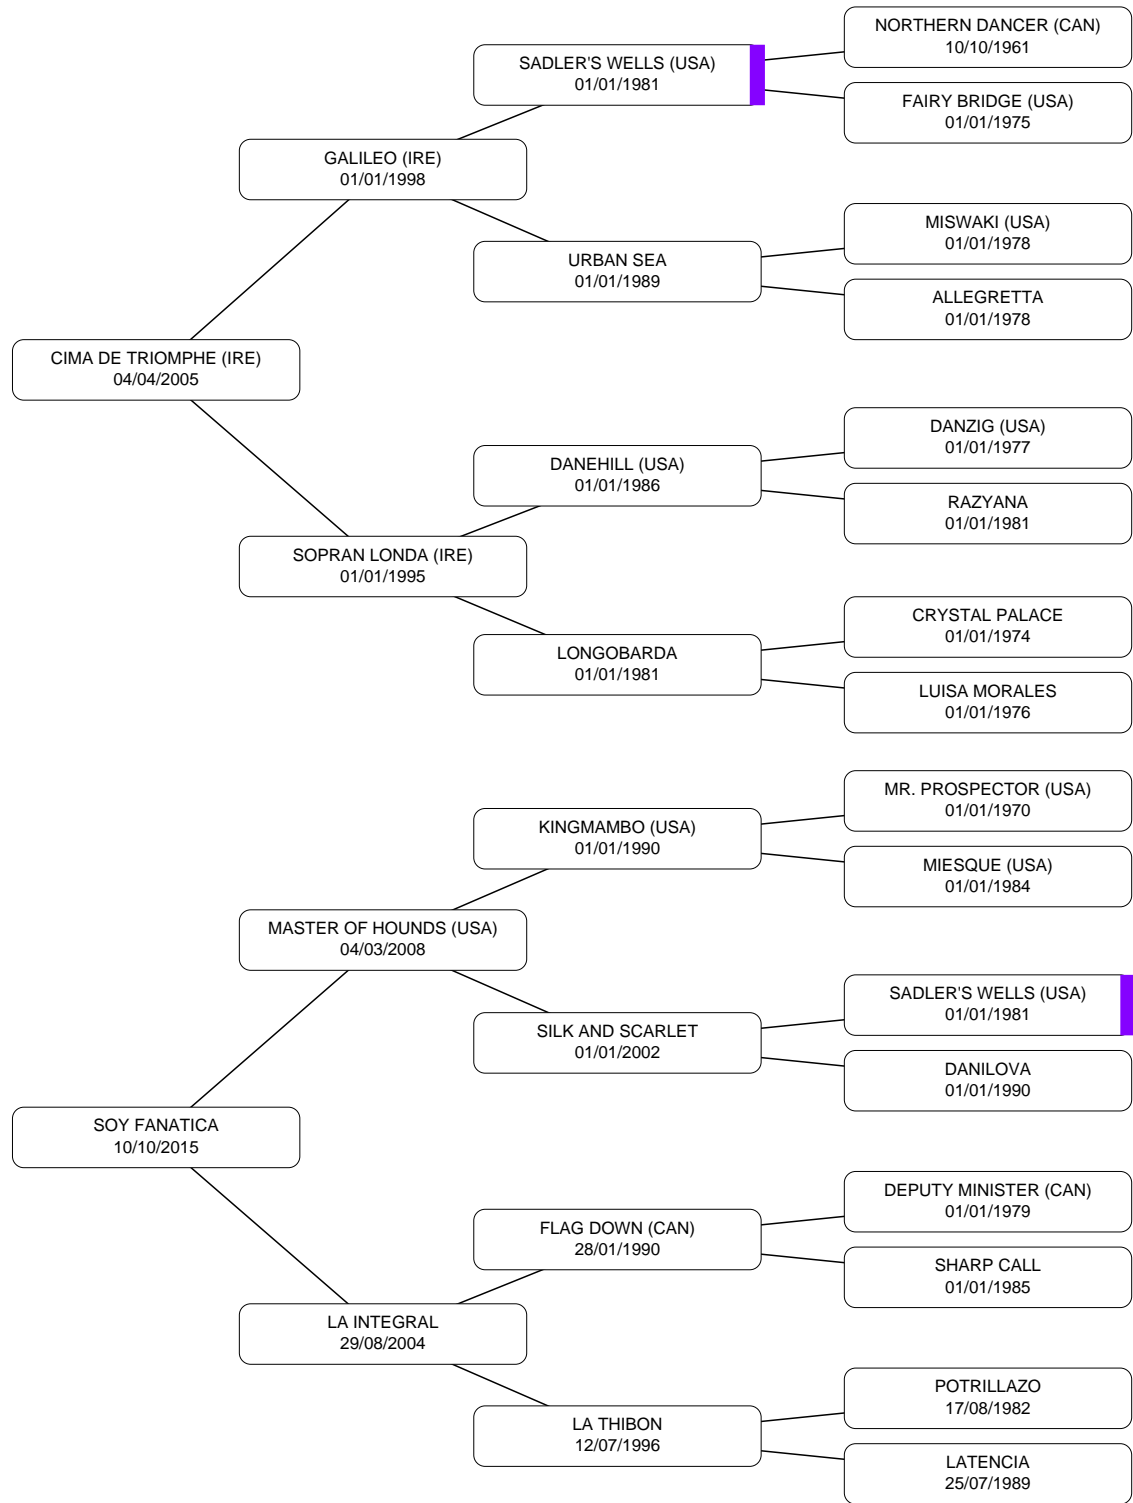 NORTHERN DANCER (CAN)
10/10/1961
SADLER'S WELLS (USA)
01/01/1981
FAIRY BRIDGE (USA)
01/01/1975
GALILEO (IRE)
01/01/1998
MISWAKI (USA)
01/01/1978
URBAN SEA
01/01/1989
ALLEGRETTA
01/01/1978
CIMA DE TRIOMPHE (IRE)
04/04/2005
DANZIG (USA)
01/01/1977
DANEHILL (USA)
01/01/1986
RAZYANA
01/01/1981
SOPRAN LONDA (IRE)
01/01/1995
CRYSTAL PALACE
01/01/1974
LONGOBARDA
01/01/1981
LUISA MORALES
01/01/1976
MR. PROSPECTOR (USA)
01/01/1970
KINGMAMBO (USA)
01/01/1990
MIESQUE (USA)
01/01/1984
MASTER OF HOUNDS (USA)
04/03/2008
SADLER'S WELLS (USA)
01/01/1981
SILK AND SCARLET
01/01/2002
DANILOVA
01/01/1990
SOY FANATICA
10/10/2015
DEPUTY MINISTER (CAN)
01/01/1979
FLAG DOWN (CAN)
28/01/1990
SHARP CALL
01/01/1985
LA INTEGRAL
29/08/2004
POTRILLAZO
17/08/1982
LA THIBON
12/07/1996
LATENCIA
25/07/1989